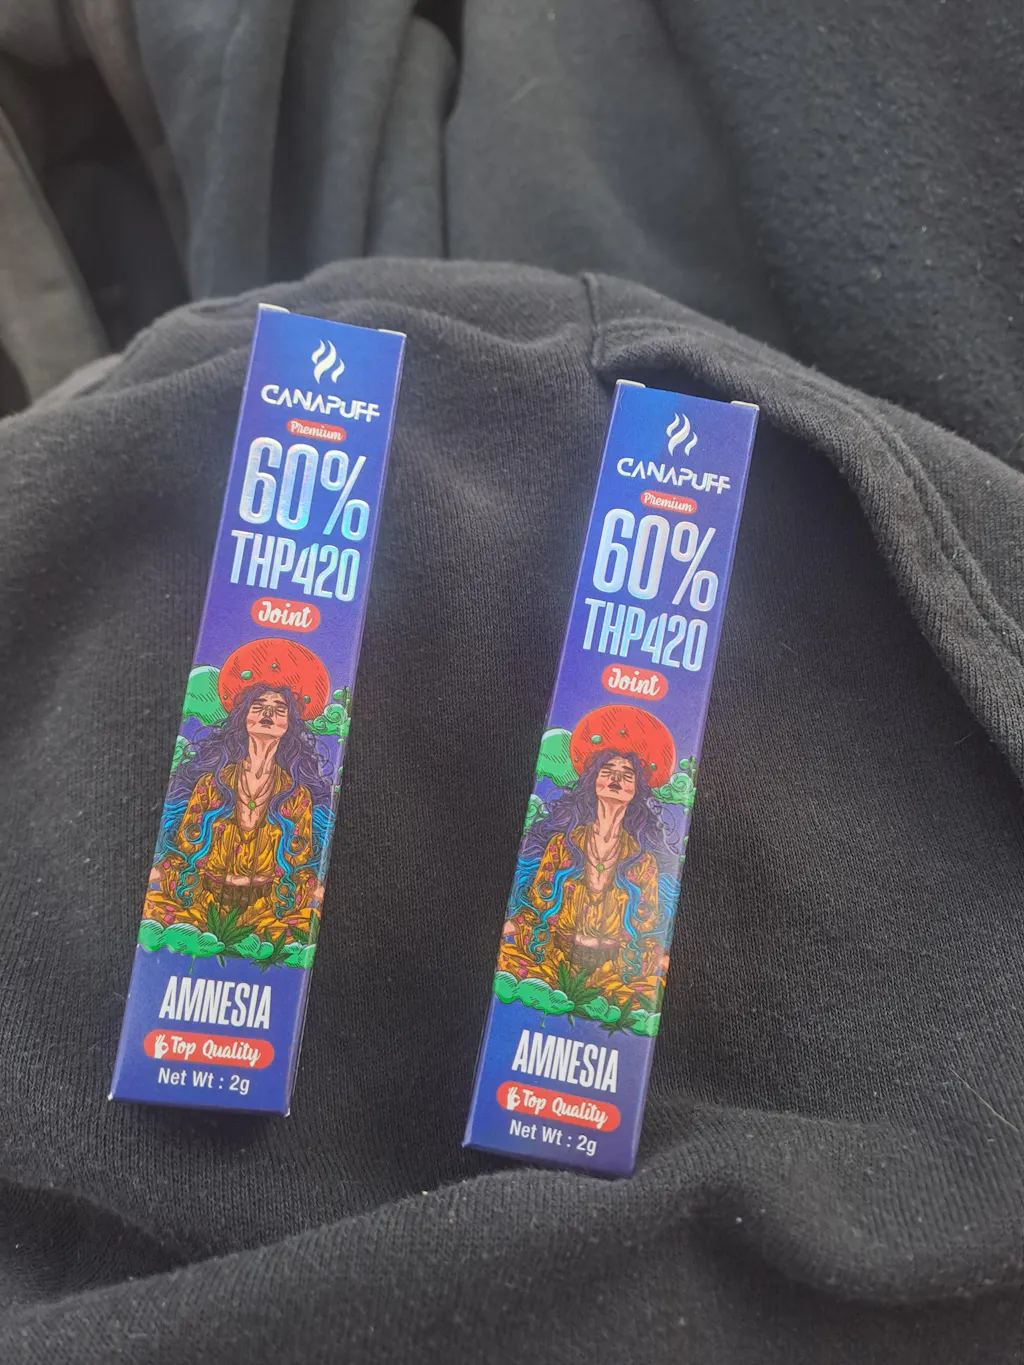 CANAPUFF
Premium
60%
THP420
Joint
AMNESIA
Top Quality
Net Wt : 2g
CANAPUFF
Premium
60%
THP420
Joint
AMNESIA
Top Quality
Net Wt : 2g